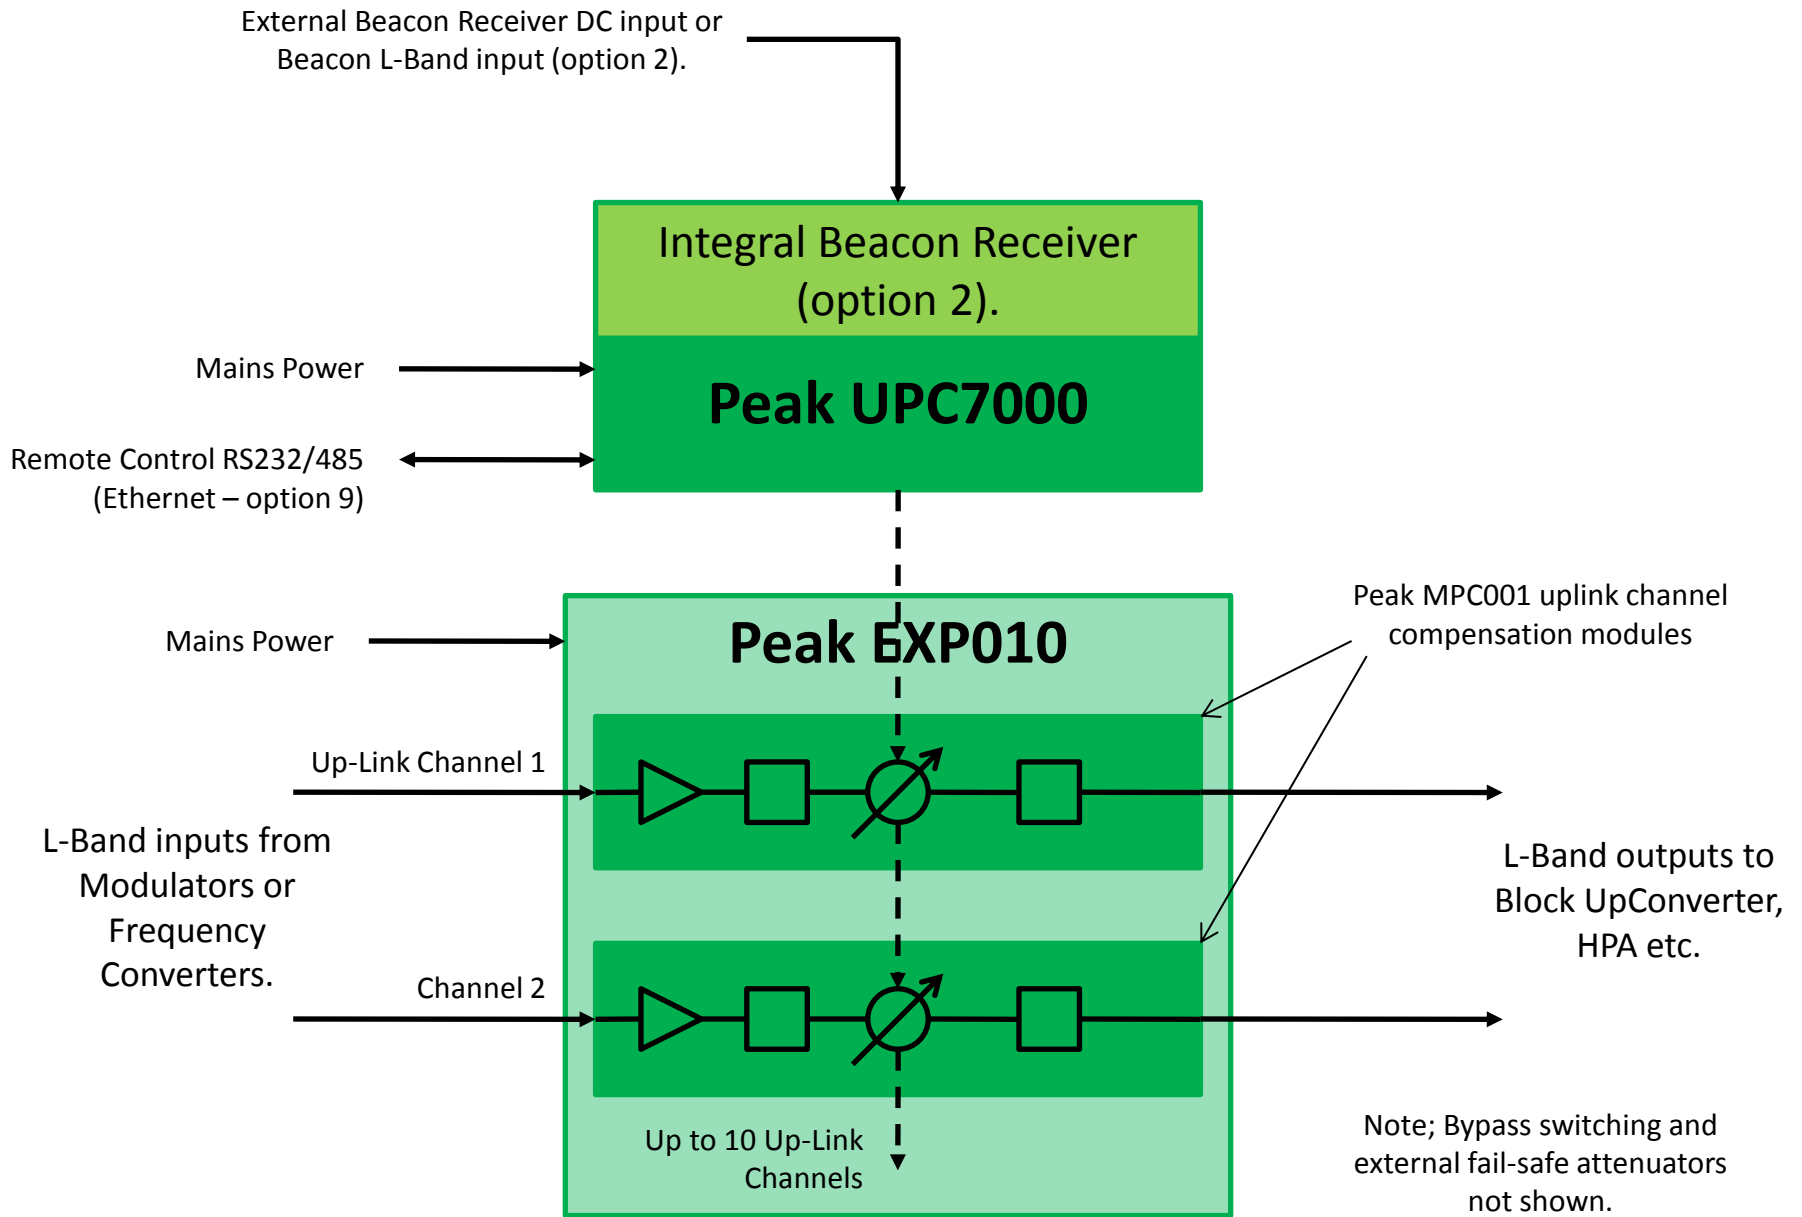 External Beacon Receiver DC input or
Beacon L-Band input (option 2).
Integral Beacon Receiver
(option 2).
Mains Power
Peak UPC7000
Remote Control RS232/485
(Ethernet – option 9)
Peak MPC001 uplink channel
compensation modules
Mains Power
Peak EXP010
Up-Link Channel 1
L-Band inputs from
Modulators or
Frequency
Converters.
L-Band outputs to
Block UpConverter,
HPA etc.
Channel 2
Up to 10 Up-Link
Channels
Note; Bypass switching and
external fail-safe attenuators
not shown.